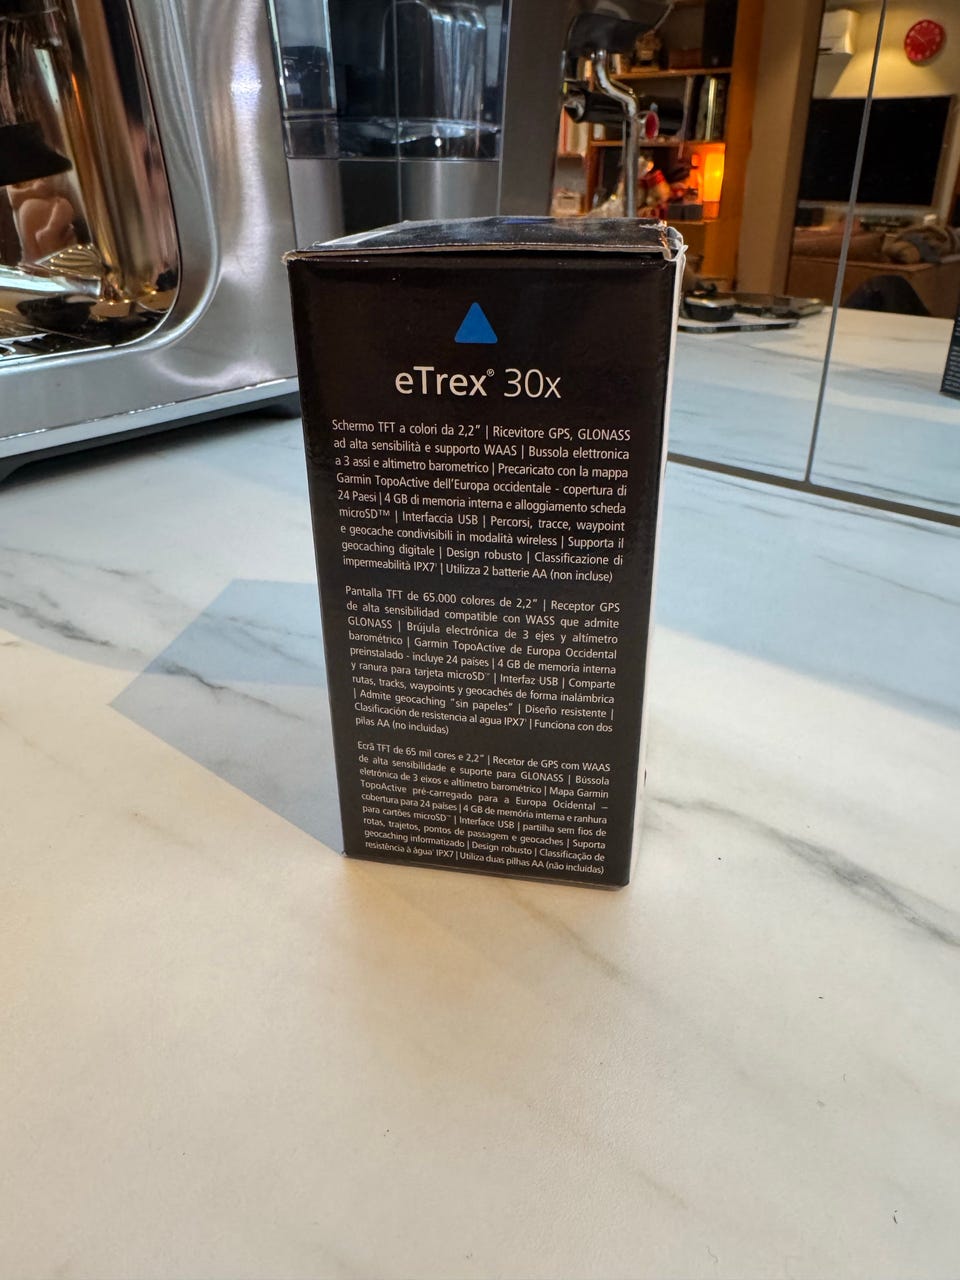 eTrex® 30x
Schermo TFT a colori da 2,2" | Ricevitore GPS, GLONASS
ad alta sensibilità e supporto WAAS | Bussola elettronica
a 3 assi e altimetro barometrico | Precaricato con la mappa
Garmin TopoActive dell'Europa occidentale - copertura di
24 Paesi | 4 GB di memoria interna e alloggiamento scheda
microSD™ | Interfaccia USB | Percorsi, tracce, waypoint
e geocache condivisibili in modalità wireless | Supporta il
geocaching digitale | Design robusto | Classificazione di
impermeabilità IPX7¹ | Utilizza 2 batterie AA (non incluse)
Pantalla TFT de 65.000 colores de 2,2" | Receptor GPS
de alta sensibilidad compatible con WASS que admite
GLONASS | Brújula electrónica de 3 ejes y altímetro
barométrico | Garmin TopoActive de Europa Occidental
preinstalado - incluye 24 países | 4 GB de memoria interna
y ranura para tarjeta microSD™ | Interfaz USB | Comparte
rutas, tracks, waypoints y geocachés de forma inalámbrica
| Admite geocaching "sin papeles" | Diseño resistente |
Clasificación de resistencia al agua IPX7¹ | Funciona con dos
pilas AA (no incluidas)
Ecrã TFT de 65 mil cores e 2,2" | Recetor de GPS com WAAS
de alta sensibilidade e suporte para GLONASS | Bússola
eletrónica de 3 eixos e altímetro barométrico | Mapa Garmin
TopoActive pré-carregado para a Europa Ocidental –
cobertura para 24 países | 4 GB de memória interna e ranhura
para cartões microSD™ | Interface USB | partilha sem fios de
rotas, trajetos, pontos de passagem e geocaches | Suporta
geocaching informatizado | Design robusto | Classificação de
resistência à água¹ IPX7 | Utiliza duas pilhas AA (não incluídas)